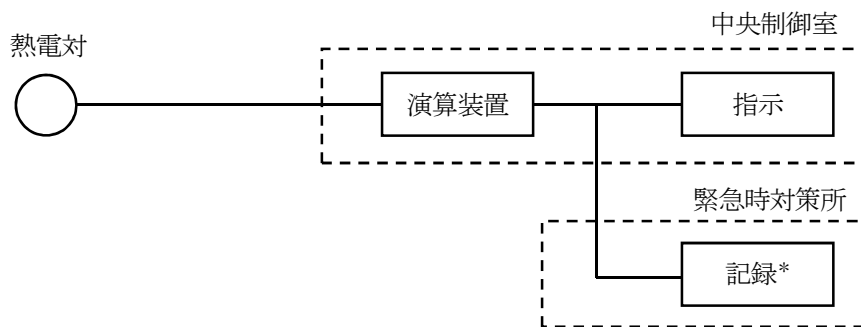 中央制御室
熱電対
演算装置
指示
緊急時対策所
記録*